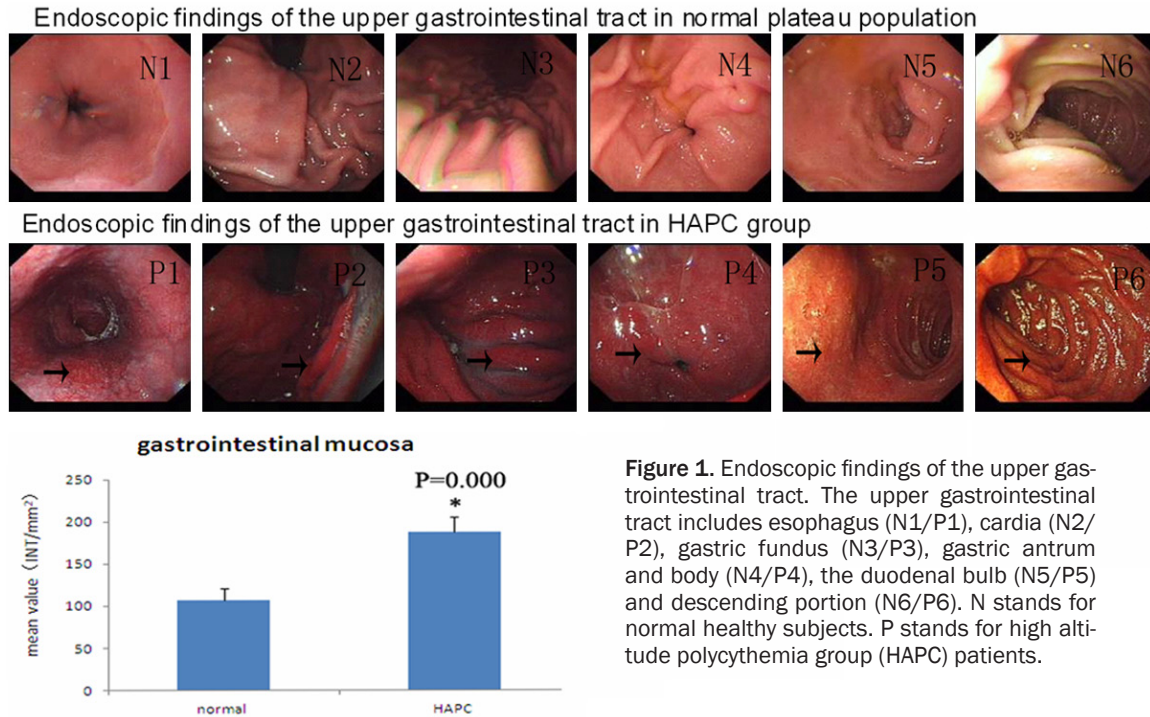 Endoscopic findings of the upper gastrointestinal tract in normal plateau population
N1 N2 N3 N4 N5 N6
Endoscopic findings of the upper gastrointestinal tract in HAPC group
P1 P2 P3 P4 P5 P6
gastrointestinal mucosa
mean value (INT/mm²)
250
200
150
100
50
0
P=0.000
*
normal HAPC
Figure 1. Endoscopic findings of the upper gas-
trointestinal tract. The upper gastrointestinal
tract includes esophagus (N1/P1), cardia (N2/
P2), gastric fundus (N3/P3), gastric antrum
and body (N4/P4), the duodenal bulb (N5/P5)
and descending portion (N6/P6). N stands for
normal healthy subjects. P stands for high alti-
tude polycythemia group (HAPC) patients.